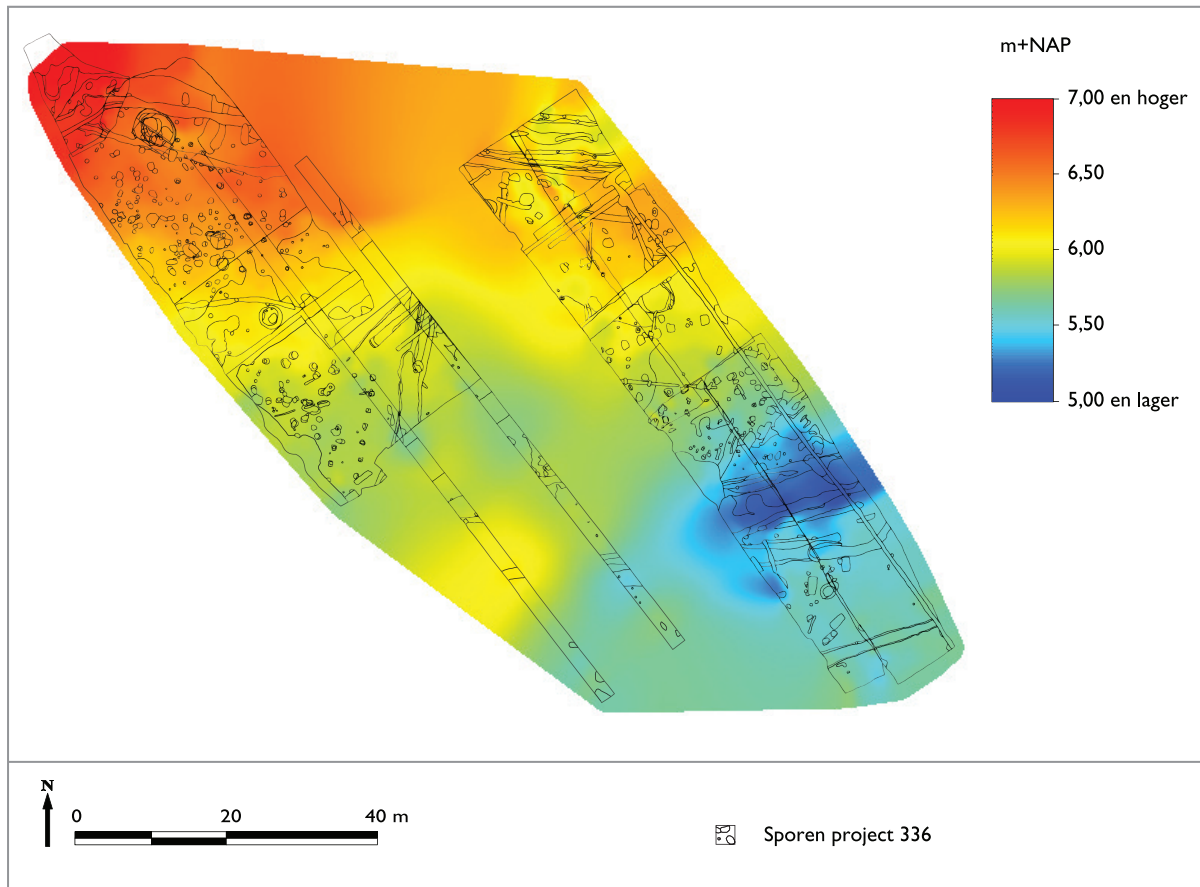 m+NAP
7,00 en hoger
6,50
6,00
5,50
5,00 en lager
N
0 20 40 m
Sporen project 336